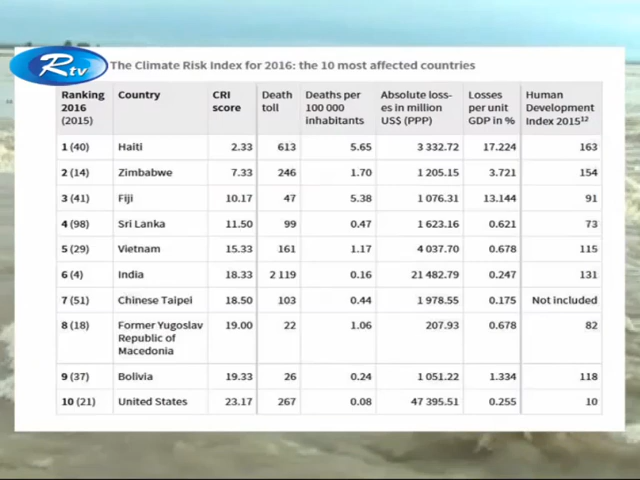 Rtv
The Climate Risk Index for 2016: the 10 most affected countries
Ranking 2016 (2015) Country CRI score Death toll Deaths per 100 000 inhabitants Absolute loss-es in million US$ (PPP) Losses per unit GDP in % Human Development Index 2015¹²
1 (40) Haiti 2.33 613 5.65 3 332.72 17.224 163
2 (14) Zimbabwe 7.33 246 1.70 1 205.15 3.721 154
3 (41) Fiji 10.17 47 5.38 1 076.31 13.144 91
4 (98) Sri Lanka 11.50 99 0.47 1 623.16 0.621 73
5 (29) Vietnam 15.33 161 1.17 4 037.70 0.678 115
6 (4) India 18.33 2 119 0.16 21 482.79 0.247 131
7 (51) Chinese Taipei 18.50 103 0.44 1 978.55 0.175 Not included
8 (18) Former Yugoslav Republic of Macedonia 19.00 22 1.06 207.93 0.678 82
9 (37) Bolivia 19.33 26 0.24 1 051.22 1.334 118
10 (21) United States 23.17 267 0.08 47 395.51 0.255 10